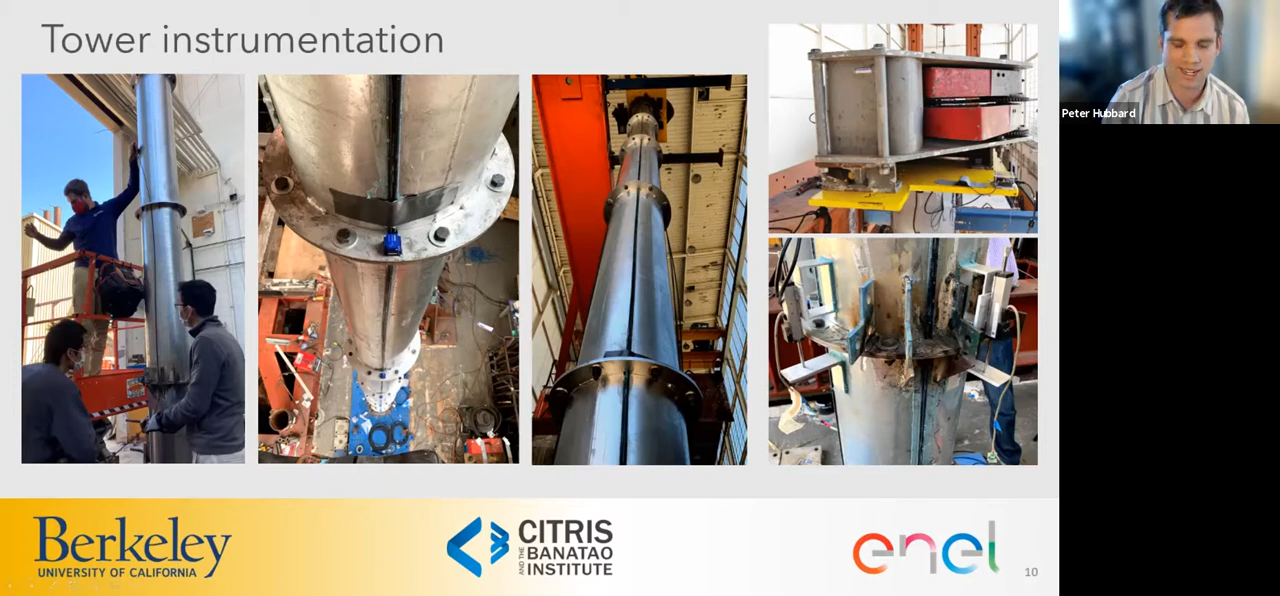 Tower instrumentation
Peter Hubbard
Berkeley
UNIVERSITY OF CALIFORNIA
CITRIS
AND THE
BANATAO
INSTITUTE
enel
10